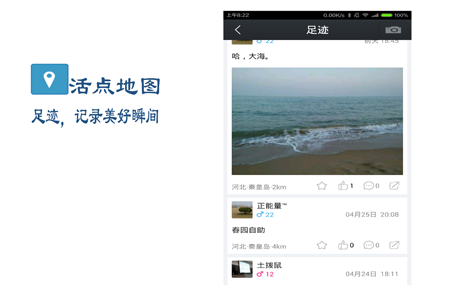 活点地图
足迹，记录美好瞬间
上午8:22
0.00K/s
100%
足迹
♂ 22
前天 18:45
哈，大海。
河北·秦皇岛·2km
1
0
正能量~
♂ 22
04月25日 20:08
春园自助
河北·秦皇岛·4km
0
0
土拨鼠
♀ 12
04月24日 18:11